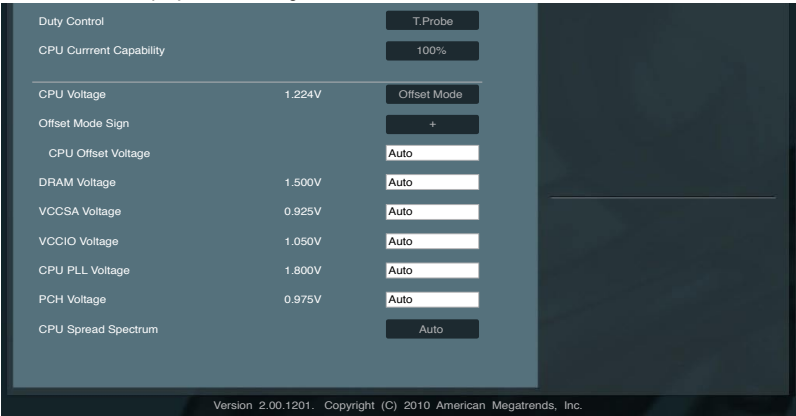 Duty Control T.Probe
CPU Currrent Capability 100%
CPU Voltage 1.224V Offset Mode
Offset Mode Sign +
CPU Offset Voltage Auto
DRAM Voltage 1.500V Auto
VCCSA Voltage 0.925V Auto
VCCIO Voltage 1.050V Auto
CPU PLL Voltage 1.800V Auto
PCH Voltage 0.975V Auto
CPU Spread Spectrum Auto
Version 2.00.1201. Copyright (C) 2010 American Megatrends, Inc.